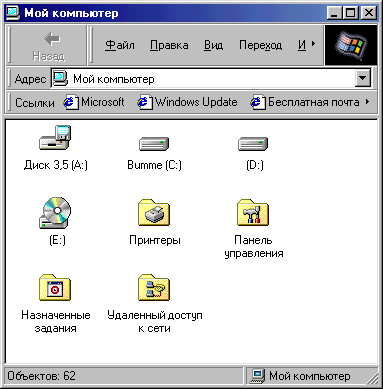 Мой компьютер
Назад Файл Правка Вид Переход И
Адрес Мой компьютер
Ссылки Microsoft Windows Update Бесплатная почта
Диск 3,5 (A:) Bumme (C:) (D:)
(E:) Принтеры Панель
управления
Назначенные Удаленный доступ
задания к сети
Объектов: 62 Мой компьютер